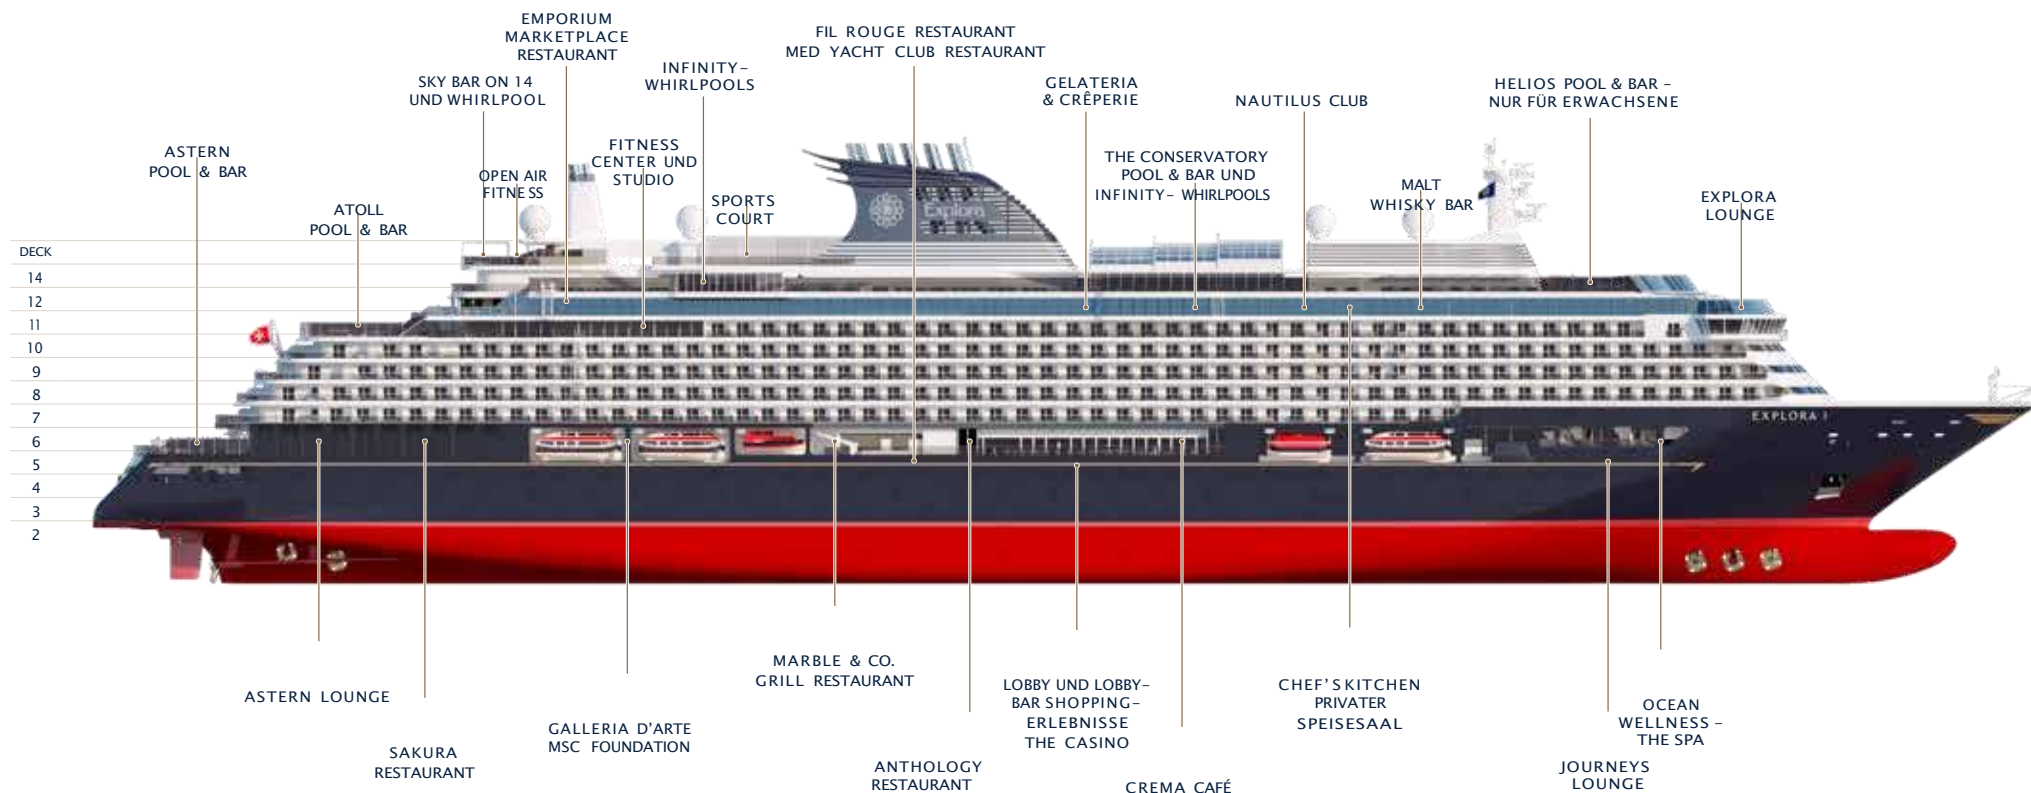 EMPORIUM
MARKETPLACE
RESTAURANT
FIL ROUGE RESTAURANT
MED YACHT CLUB RESTAURANT
INFINITY–
WHIRLPOOLS
SKY BAR ON 14
UND WHIRLPOOL
GELATERIA
& CRÊPERIE
NAUTILUS CLUB
HELIOS POOL & BAR –
NUR FÜR ERWACHSENE
ASTERN
POOL & BAR
OPEN AIR
FITNESS
FITNESS
CENTER UND
STUDIO
THE CONSERVATORY
POOL & BAR UND
INFINITY– WHIRLPOOLS
MALT
WHISKY BAR
EXPLORA
LOUNGE
ATOLL
POOL & BAR
SPORTS
COURT
Explora
DECK
14
12
11
10
9
8
7
6
5
4
3
2
EXPLORA I
ASTERN LOUNGE
SAKURA
RESTAURANT
GALLERIA D'ARTE
MSC FOUNDATION
MARBLE & CO.
GRILL RESTAURANT
ANTHOLOGY
RESTAURANT
LOBBY UND LOBBY–
BAR SHOPPING–
ERLEBNISSE
THE CASINO
CREMA CAFÉ
CHEF'S KITCHEN
PRIVATER
SPEISESAAL
JOURNEYS
LOUNGE
OCEAN
WELLNESS –
THE SPA